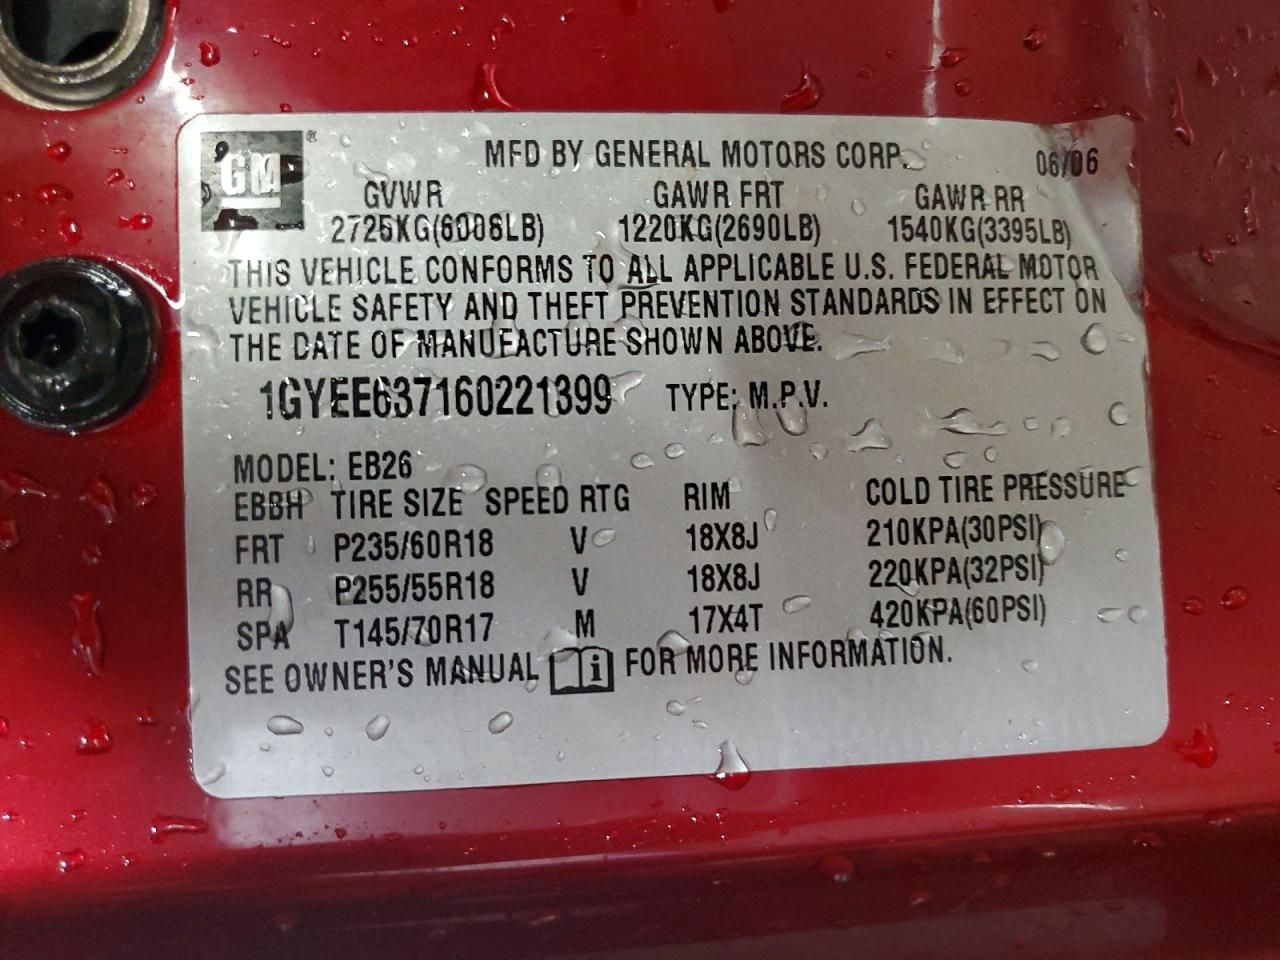 GM®
MFD BY GENERAL MOTORS CORP. 06/06
GVWR GAWR FRT GAWR RR
2725KG(6008LB) 1220KG(2690LB) 1540KG(3395LB)
THIS VEHICLE CONFORMS TO ALL APPLICABLE U.S. FEDERAL MOTOR
VEHICLE SAFETY AND THEFT PREVENTION STANDARDS IN EFFECT ON
THE DATE OF MANUFACTURE SHOWN ABOVE.
1GYEE637160221399 TYPE: M.P.V.
MODEL: EB26
EBBH TIRE SIZE SPEED RTG RIM COLD TIRE PRESSURE
FRT P235/60R18 V 18X8J 210KPA(30PSI)
RR P255/55R18 V 18X8J 220KPA(32PSI)
SPA T145/70R17 M 17X4T 420KPA(60PSI)
SEE OWNER'S MANUAL i FOR MORE INFORMATION.